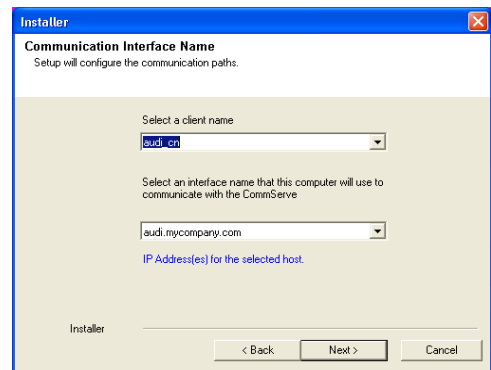 Installer
Communication Interface Name
Setup will configure the communication paths.
Select a client name
audi_cn
Select an interface name that this computer will use to
communicate with the CommServe
audi.mycompany.com
IP Address(es) for the selected host.
Installer
< Back
Next >
Cancel